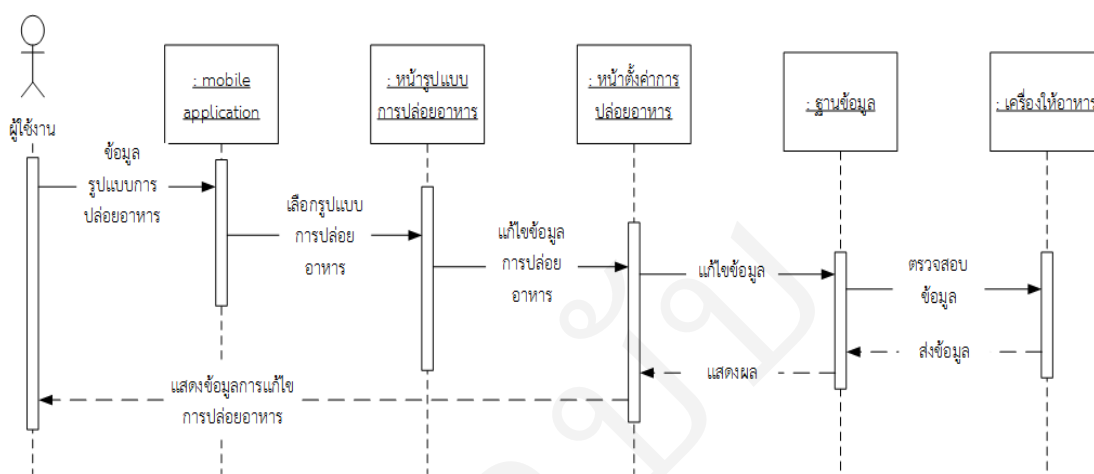 ผู้ใช้งาน
: mobile
application
: หน้ารูปแบบ
การปล่อยอาหาร
: หน้าตั้งค่าการ
ปล่อยอาหาร
: ฐานข้อมูล
: เครื่องให้อาหาร
ข้อมูล
รูปแบบการ
ปล่อยอาหาร
เลือกรูปแบบ
การปล่อย
อาหาร
แก้ไขข้อมูล
การปล่อย
อาหาร
แก้ไขข้อมูล
ตรวจสอบ
ข้อมูล
ส่งข้อมูล
แสดงผล
แสดงข้อมูลการแก้ไข
การปล่อยอาหาร